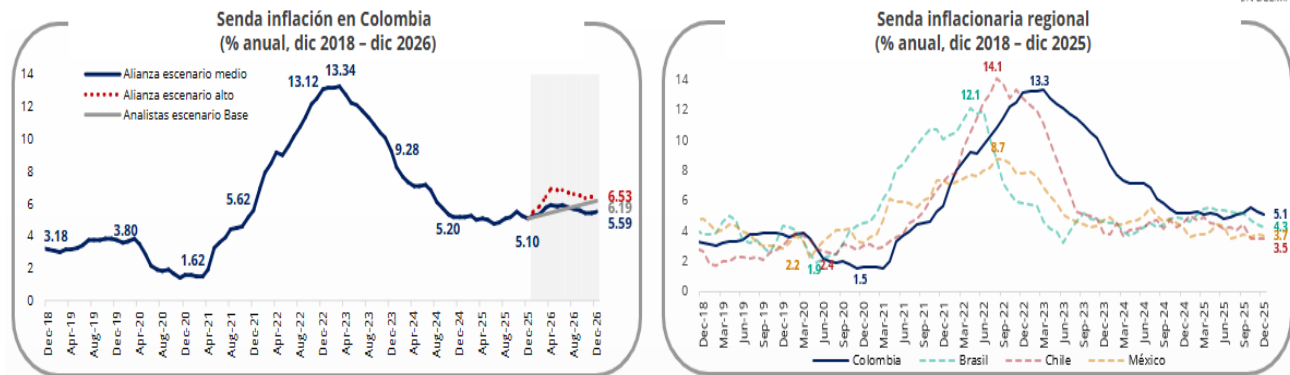 Senda inflación en Colombia
(% anual, dic 2018 – dic 2026)
14
12
10
8
6
4
2
0
Alianza escenario medio
Alianza escenario alto
Analistas escenario Base
3.18
3.80
1.62
5.62
13.12
13.34
9.28
5.20
5.10
6.53
6.19
5.59
Dec-18
Apr-19
Aug-19
Dec-19
Apr-20
Aug-20
Dec-20
Apr-21
Aug-21
Dec-21
Apr-22
Aug-22
Dec-22
Apr-23
Aug-23
Dec-23
Apr-24
Aug-24
Dec-24
Apr-25
Aug-25
Dec-25
Apr-26
Aug-26
Dec-26
Senda inflacionaria regional
(% anual, dic 2018 – dic 2025)
14
12
10
8
6
4
2
0
2.2
1.9
2.4
1.5
12.1
14.1
8.7
13.3
5.1
4.3
3.7
3.5
Dec-18
Mar-19
Jun-19
Sep-19
Dec-19
Mar-20
Jun-20
Sep-20
Dec-20
Mar-21
Jun-21
Sep-21
Dec-21
Mar-22
Jun-22
Sep-22
Dec-22
Mar-23
Jun-23
Sep-23
Dec-23
Mar-24
Jun-24
Sep-24
Dec-24
Mar-25
Jun-25
Sep-25
Dec-25
Colombia
Brasil
Chile
México